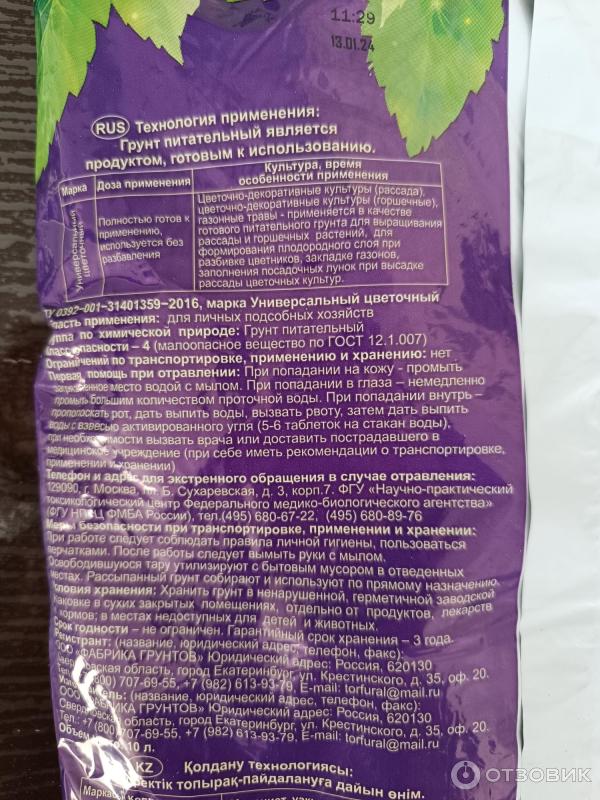 11:29
13.01.24
RUS Технология применения:
Грунт питательный является
продуктом, готовым к использованию.
Марка
Доза применения
Культура, время
особенности применения
Универсальный
цветочный
Полностью готов к
применению,
используется без
разбавления
Цветочно-декоративные культуры (рассада),
цветочно-декоративные культуры (горшечные),
газонные травы - применяется в качестве
готового питательного грунта для выращивания
рассады и горшечных растений, для
формирования плодородного слоя при
разбивке цветников, закладке газонов,
заполнения посадочных лунок при высадке
рассады цветочных культур.
ТУ 0392-001-31401359-2016, марка Универсальный цветочный
применения: для личных подсобных хозяйств
по химической природе: Грунт питательный
Класс опасности – 4 (малоопасное вещество по ГОСТ 12.1.007)
Ограничений по транспортировке, применению и хранению: нет
Первая помощь при отравлении: При попадании на кожу - промыть
загрязненное место водой с мылом. При попадании в глаза – немедленно
промыть большим количеством проточной воды. При попадании внутрь –
прополоскать рот, дать выпить воды, вызвать рвоту, затем дать выпить
воды с взвесью активированного угля (5-6 таблеток на стакан воды),
при необходимости вызвать врача или доставить пострадавшего в
медицинское учреждение (при себе иметь рекомендации о транспортировке,
применении и хранении)
Телефон и адрес для экстренного обращения в случае отравления:
129090, г. Москва, пл. Б. Сухаревская, д. 3, корп.7. ФГУ «Научно-практический
токсикологический центр Федерального медико-биологического агентства»
(ФГУ НПТЦ ФМБА России), тел.(495) 680-67-22, (495) 680-89-76
Меры безопасности при транспортировке, применении и хранении:
При работе следует соблюдать правила личной гигиены, пользоваться
перчатками. После работы следует вымыть руки с мылом.
Освободившуюся тару утилизируют с бытовым мусором в отведенных
местах. Рассыпанный грунт собирают и используют по прямому назначению.
Условия хранения: Хранить грунт в ненарушенной, герметичной заводской
упаковке в сухих закрытых помещениях, отдельно от продуктов, лекарств
и кормов; в местах недоступных для детей и животных.
Срок годности – не ограничен. Гарантийный срок хранения – 3 года.
Регистрант: (название, юридический адрес, телефон, факс):
ООО «ФАБРИКА ГРУНТОВ» Юридический адрес: Россия, 620130
Свердловская область, город Екатеринбург, ул. Крестинского, д. 35, оф. 20.
(800) 707-69-55, +7 (982) 613-93-79, E-mail: torfural@mail.ru
(название, юридический адрес, телефон, факс):
ООО «ФАБРИКА ГРУНТОВ» Юридический адрес: Россия, 620130
Свердловская область, город Екатеринбург, ул. Крестинского, д. 35, оф. 20.
Тел.: +7 (800) 707-69-55, +7 (982) 613-93-79, E-mail: torfural@mail.ru
Объем 10 л.
KZ Қолдану технологиясы:
топырақ-пайдалануға дайын өнім.
ОТЗОВИК